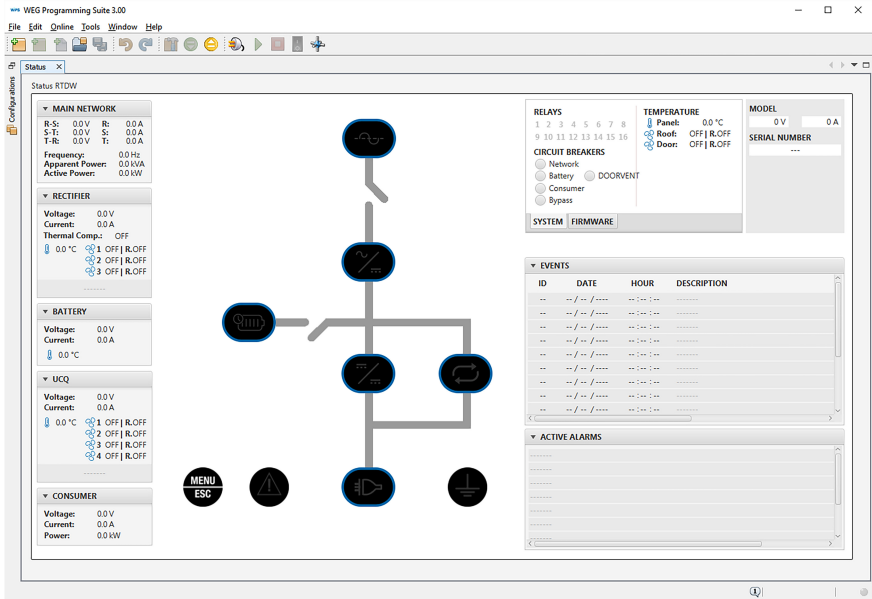 WEG Programming Suite 3.00
File Edit Online Tools Window Help
Configurations
Status
Status RTDW
MAIN NETWORK
R-S: 0.0 V R: 0.0 A
S-T: 0.0 V S: 0.0 A
T-R: 0.0 V T: 0.0 A
Frequency: 0.0 Hz
Apparent Power: 0.0 kVA
Active Power: 0.0 kW
RECTIFIER
Voltage: 0.0 V
Current: 0.0 A
Thermal Comp.: OFF
0.0 °C 1 OFF | R.OFF
2 OFF | R.OFF
3 OFF | R.OFF
-------
BATTERY
Voltage: 0.0 V
Current: 0.0 A
0.0 °C
UCQ
Voltage: 0.0 V
Current: 0.0 A
0.0 °C 1 OFF | R.OFF
2 OFF | R.OFF
3 OFF | R.OFF
4 OFF | R.OFF
-------
CONSUMER
Voltage: 0.0 V
Current: 0.0 A
Power: 0.0 kW
MENU
ESC
RELAYS
1 2 3 4 5 6 7 8
9 10 11 12 13 14 15 16
CIRCUIT BREAKERS
Network
Battery DOORVENT
Consumer
Bypass
TEMPERATURE
Panel: 0.0 °C
Roof: OFF | R.OFF
Door: OFF | R.OFF
SYSTEM FIRMWARE
MODEL
0 V 0 A
SERIAL NUMBER
---
EVENTS
ID DATE HOUR DESCRIPTION
-- -- / -- / ---- -- : -- : -- -------
-- -- / -- / ---- -- : -- : -- -------
-- -- / -- / ---- -- : -- : -- -------
-- -- / -- / ---- -- : -- : -- -------
-- -- / -- / ---- -- : -- : -- -------
-- -- / -- / ---- -- : -- : -- -------
-- -- / -- / ---- -- : -- : -- -------
-- -- / -- / ---- -- : -- : -- -------
-- -- / -- / ---- -- : -- : -- -------
ACTIVE ALARMS
-------
-------
-------
-------
-------
-------